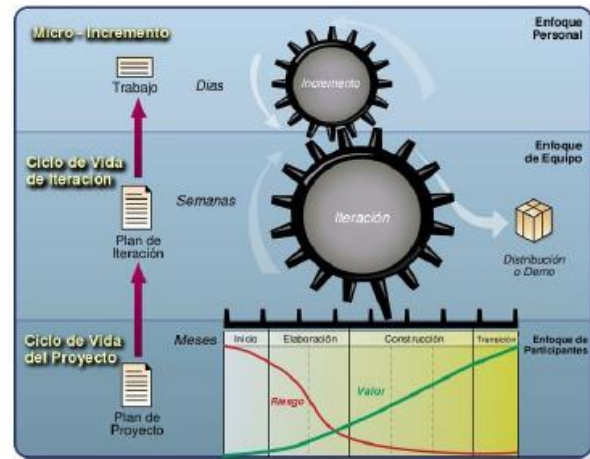 Micro - Incremento
Enfoque
Personal
Trabajo
Días
Incremento
Ciclo de Vida
de Iteración
Enfoque
de Equipo
Semanas
Iteración
Plan de
Iteración
Distribución
o Demo
Ciclo de Vida
del Proyecto
Meses
Inicio
Elaboración
Construcción
Transición
Enfoque de
Participantes
Riesgo
Valor
Plan de
Proyecto